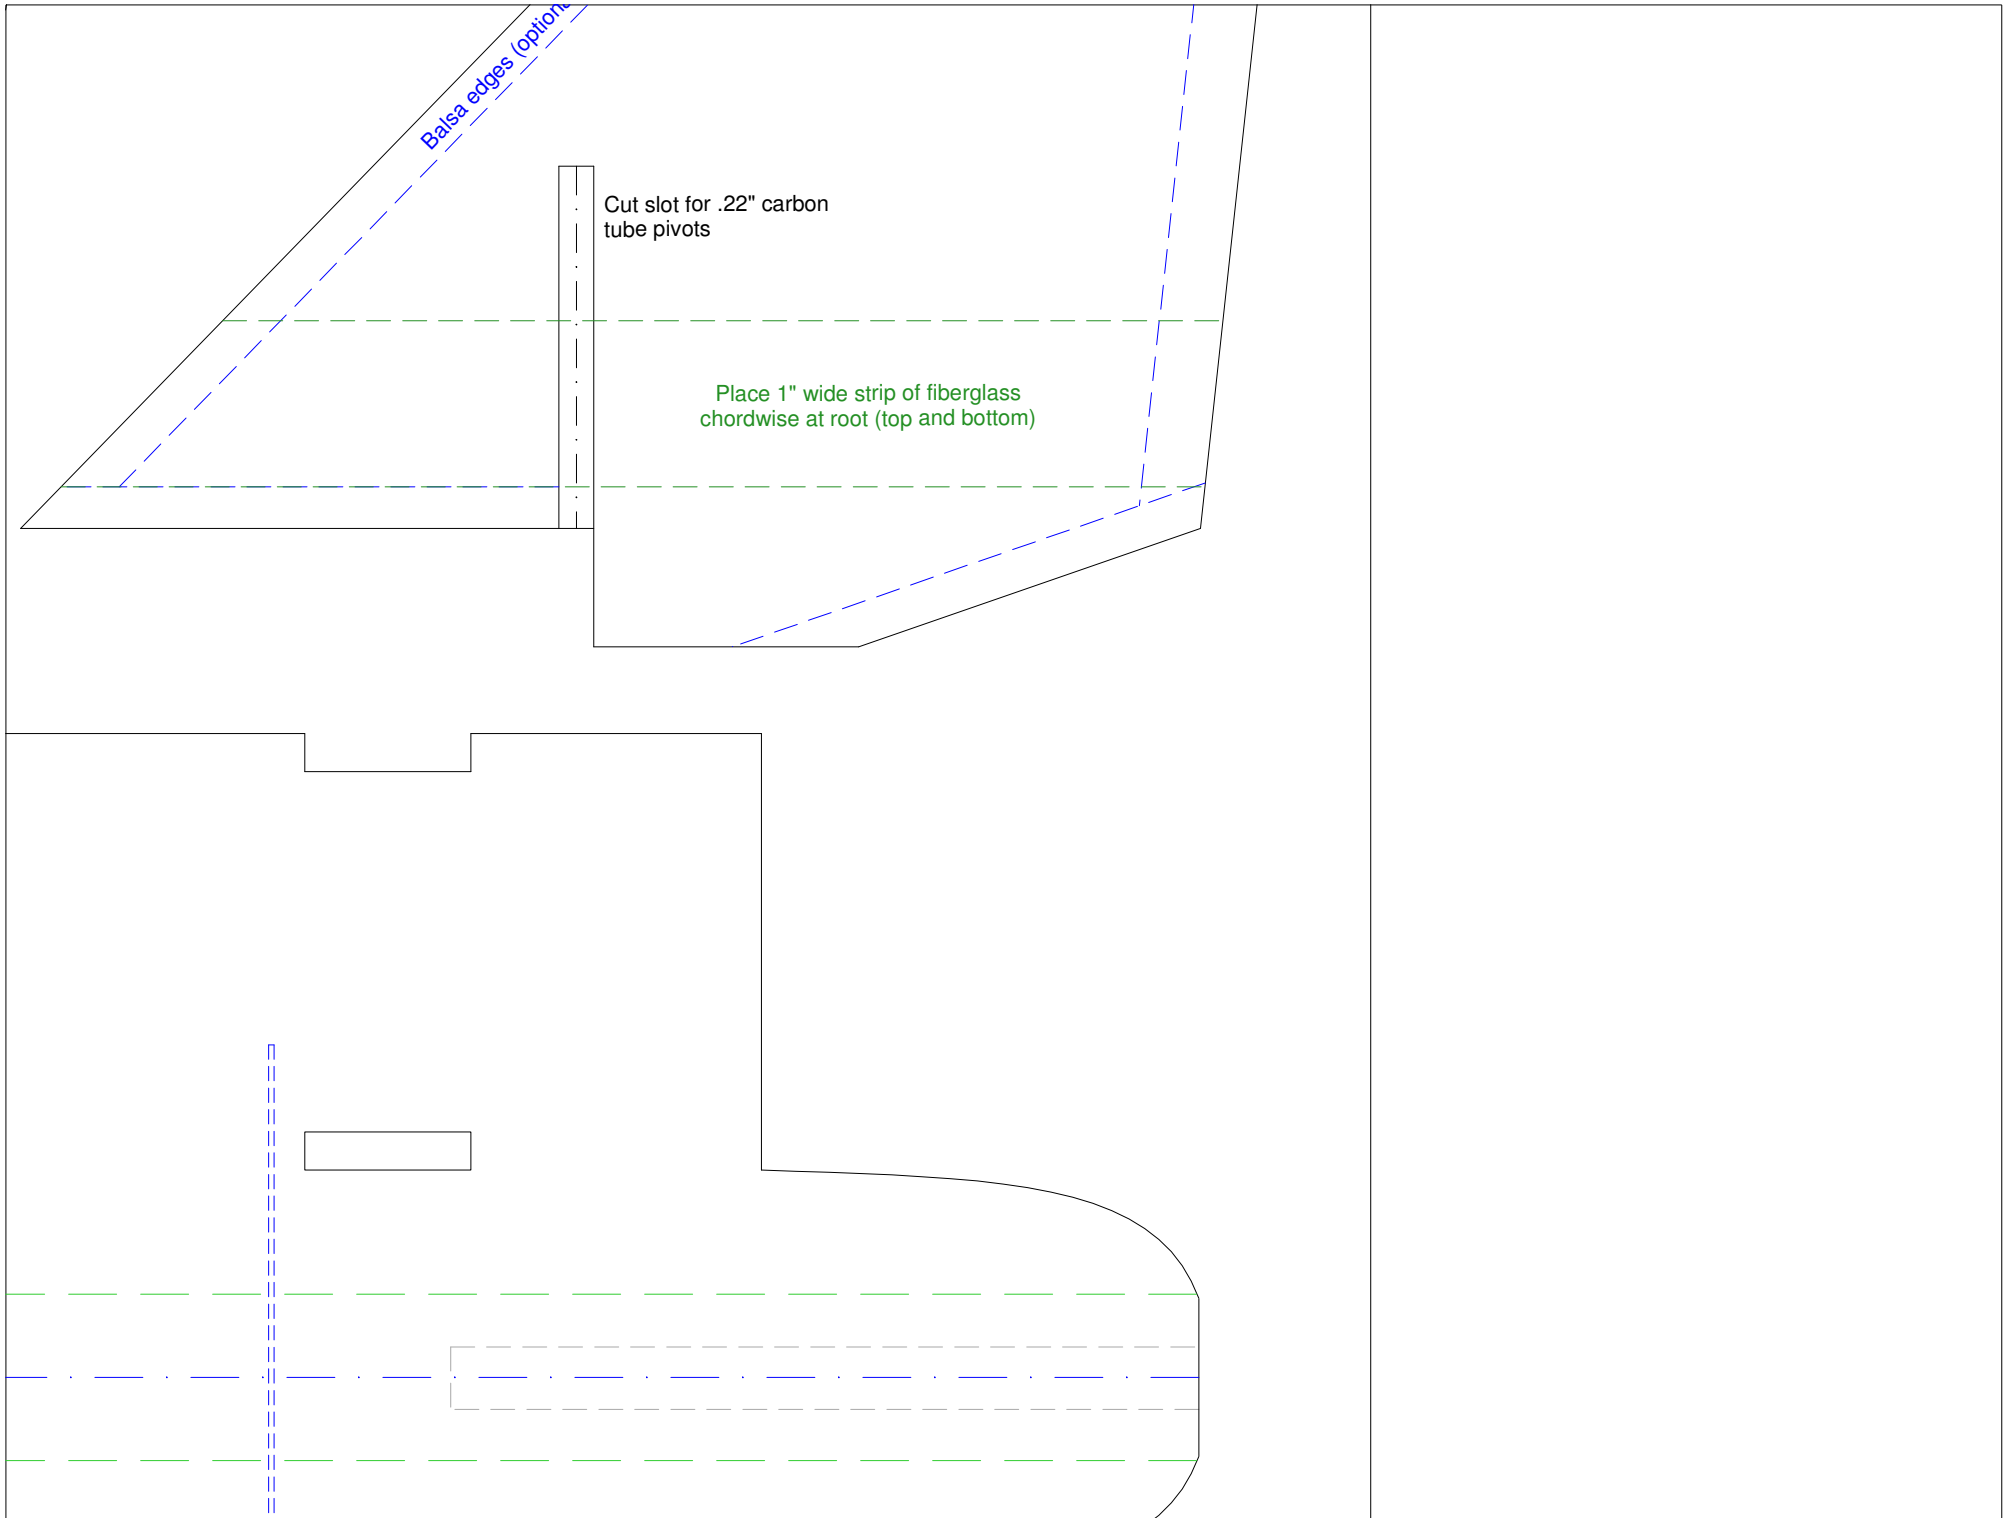 Balsa edges (optiona
Cut slot for .22" carbon
tube pivots
Place 1" wide strip of fiberglass
chordwise at root (top and bottom)